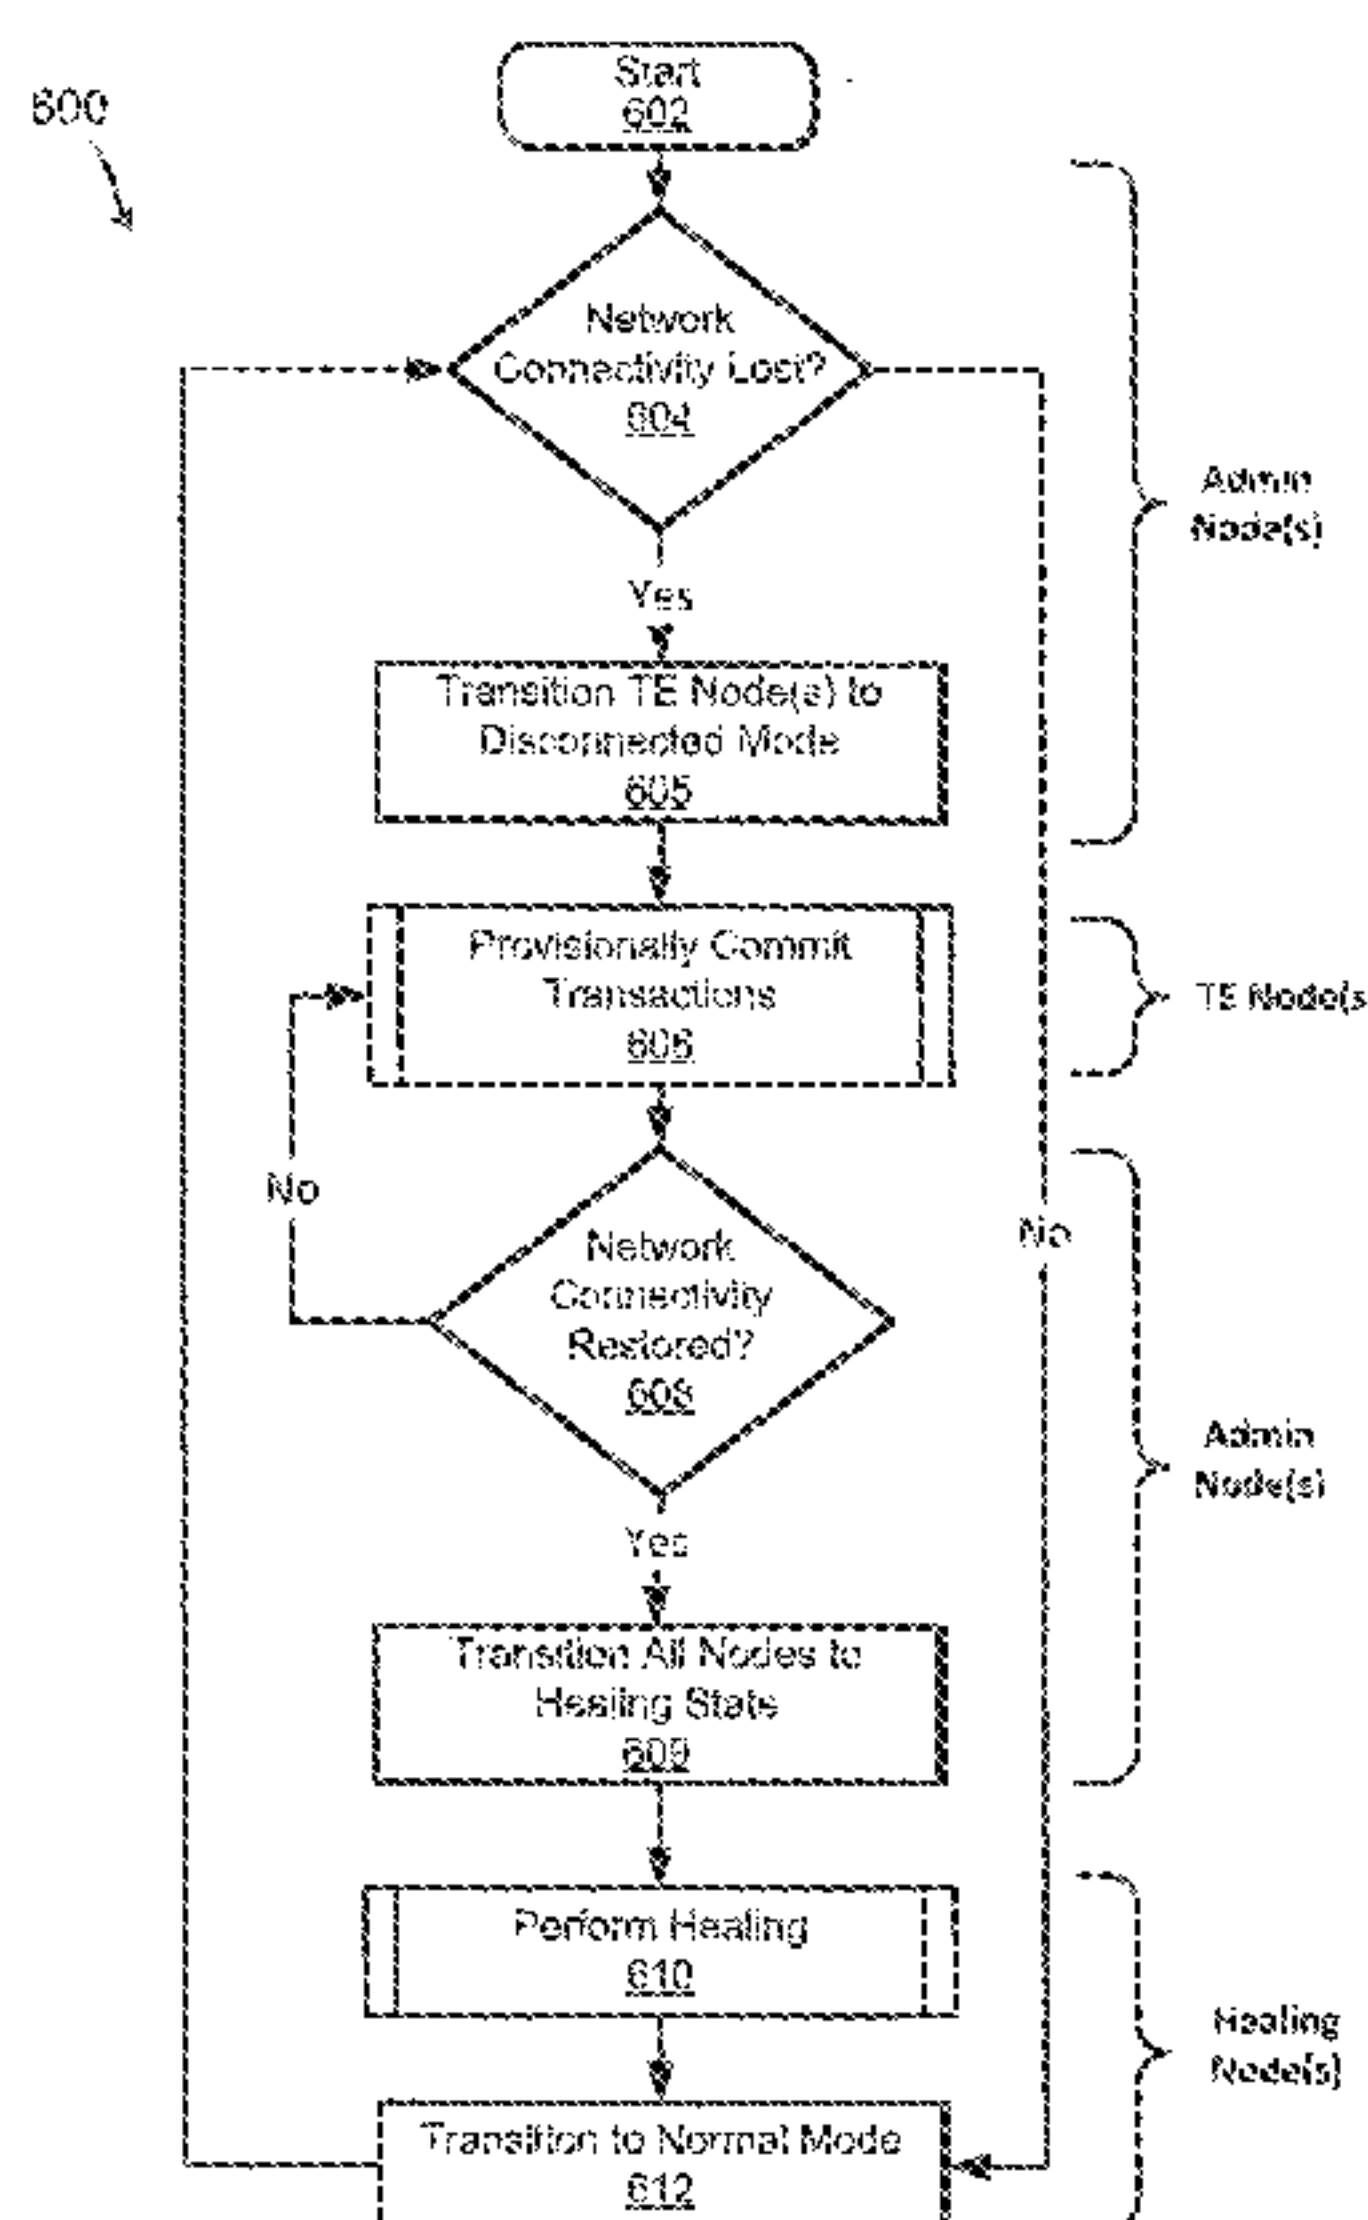 600
Start
602
Network
Connectivity Lost?
604
Admin
Node(s)
Yes
Transition TE Node(s) to
Disconnected Mode
605
Provisionally Commit
Transactions
606
TE Node(s
No
No
Network
Connectivity
Restored?
608
Admin
Node(s)
Yes
Transition All Nodes to
Healing State
609
Perform Healing
610
Healing
Node(s)
Transition to Normal Mode
612